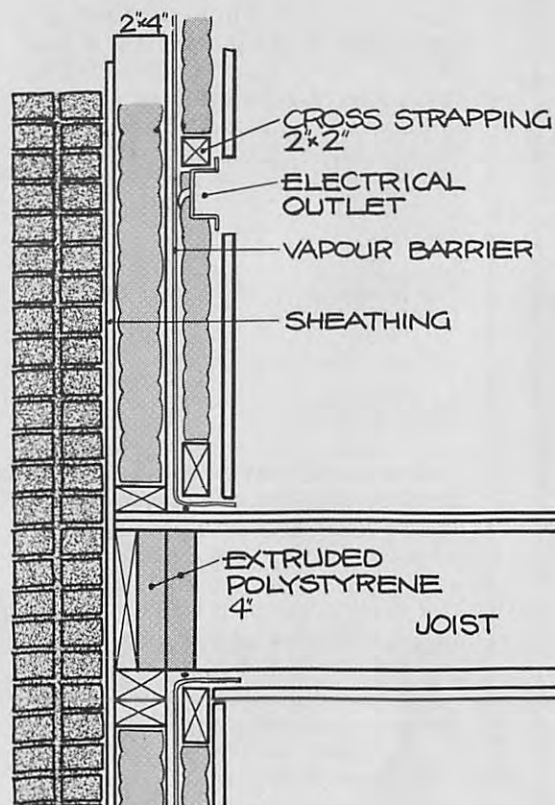 2"x4"
CROSS STRAPPING
2"x2"
ELECTRICAL
OUTLET
VAPOUR BARRIER
SHEATHING
EXTRUDED
POLYSTYRENE
4"
JOIST